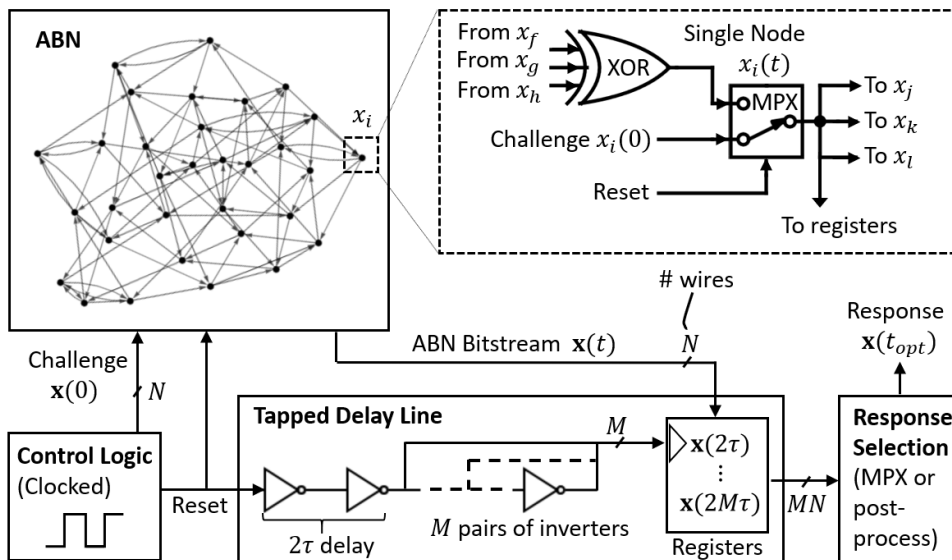 ABN
x_i
From x_f
From x_g
From x_h
XOR
Single Node
x_i(t)
MPX
Challenge x_i(0)
Reset
To x_j
To x_k
To x_l
To registers
# wires
N
ABN Bitstream x(t)
Challenge
x(0)
N
Response
x(t_opt)
Control Logic
(Clocked)
Reset
Tapped Delay Line
2τ delay
M pairs of inverters
M
x(2τ)
⋮
x(2Mτ)
Registers
MN
Response
Selection
(MPX or
post-
process)